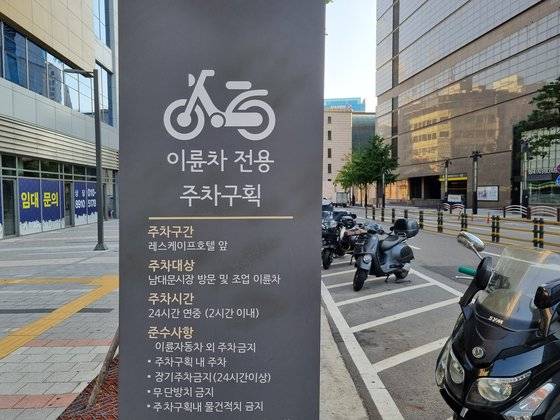 이륜차 전용
주차구획
주차구간
레스케이프호텔 앞
주차대상
남대문시장 방문 및 조업 이륜차
주차시간
24시간 연중 (2시간 이내)
준수사항
이륜자동차 외 주차금지
• 주차구획 내 주차
• 장기주차금지(24시간이상)
• 무단방치 금지
• 주차구획내 물건적치 금지
임대 문의
SYM